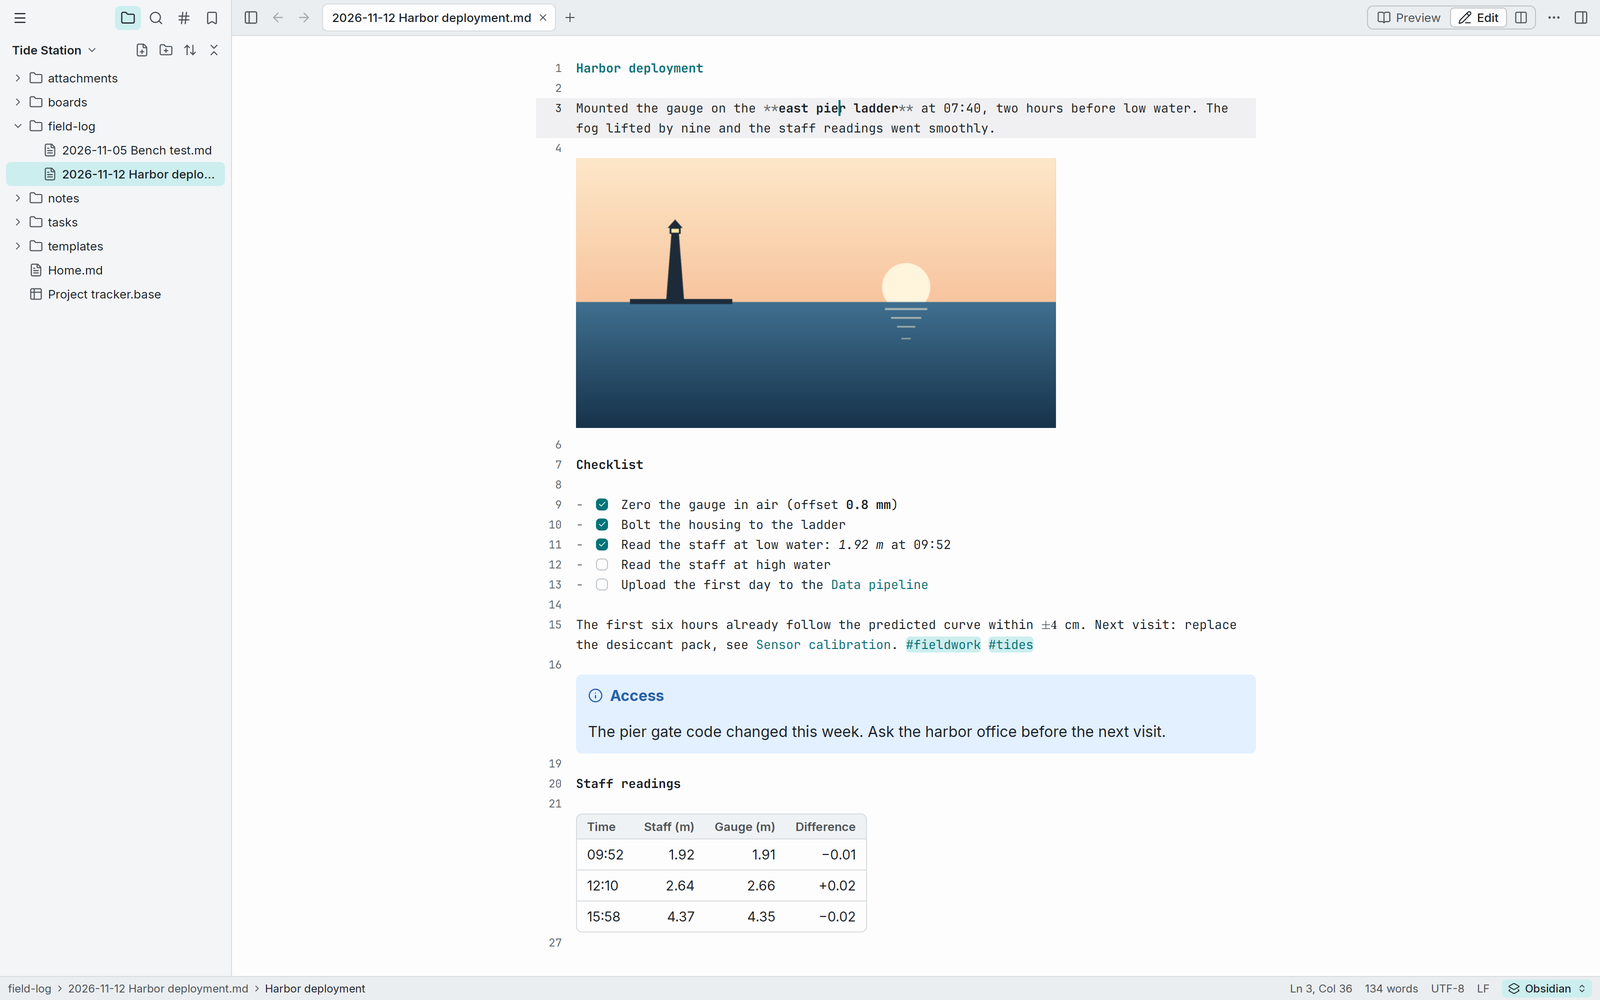 2026-11-12 Harbor deployment.md
Preview
Edit
Tide Station
attachments
boards
field-log
2026-11-05 Bench test.md
2026-11-12 Harbor deplo...
notes
tasks
templates
Home.md
Project tracker.base
1 Harbor deployment
2
3 Mounted the gauge on the **east pier ladder** at 07:40, two hours before low water. The
fog lifted by nine and the staff readings went smoothly.
4
6
7 Checklist
8
9 - Zero the gauge in air (offset 0.8 mm)
10 - Bolt the housing to the ladder
11 - Read the staff at low water: 1.92 m at 09:52
12 - Read the staff at high water
13 - Upload the first day to the Data pipeline
14
15 The first six hours already follow the predicted curve within ±4 cm. Next visit: replace
the desiccant pack, see Sensor calibration. #fieldwork #tides
16
Access
The pier gate code changed this week. Ask the harbor office before the next visit.
19
20 Staff readings
21
Time Staff (m) Gauge (m) Difference
09:52 1.92 1.91 −0.01
12:10 2.64 2.66 +0.02
15:58 4.37 4.35 −0.02
27
field-log > 2026-11-12 Harbor deployment.md > Harbor deployment
Ln 3, Col 36 134 words UTF-8 LF Obsidian